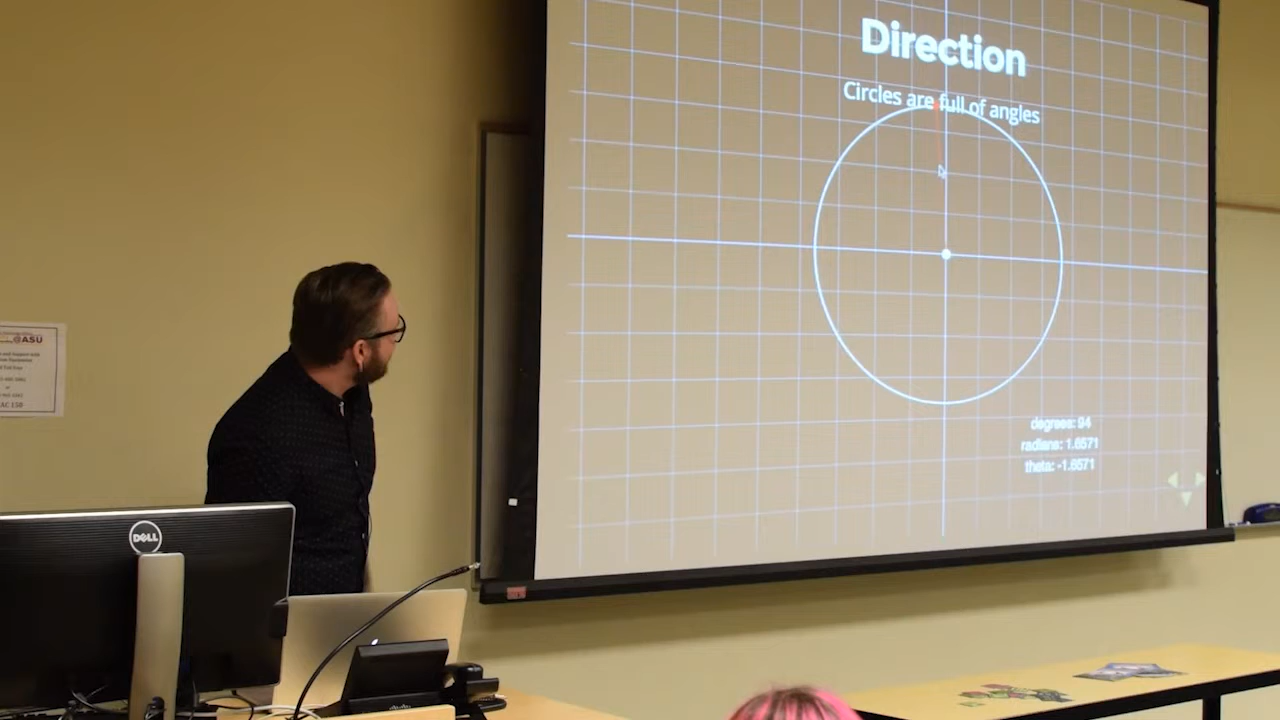 Direction
Circles are full of angles
degrees: 94
radians: 1.6571
theta: -1.6571
@ASU
DELL